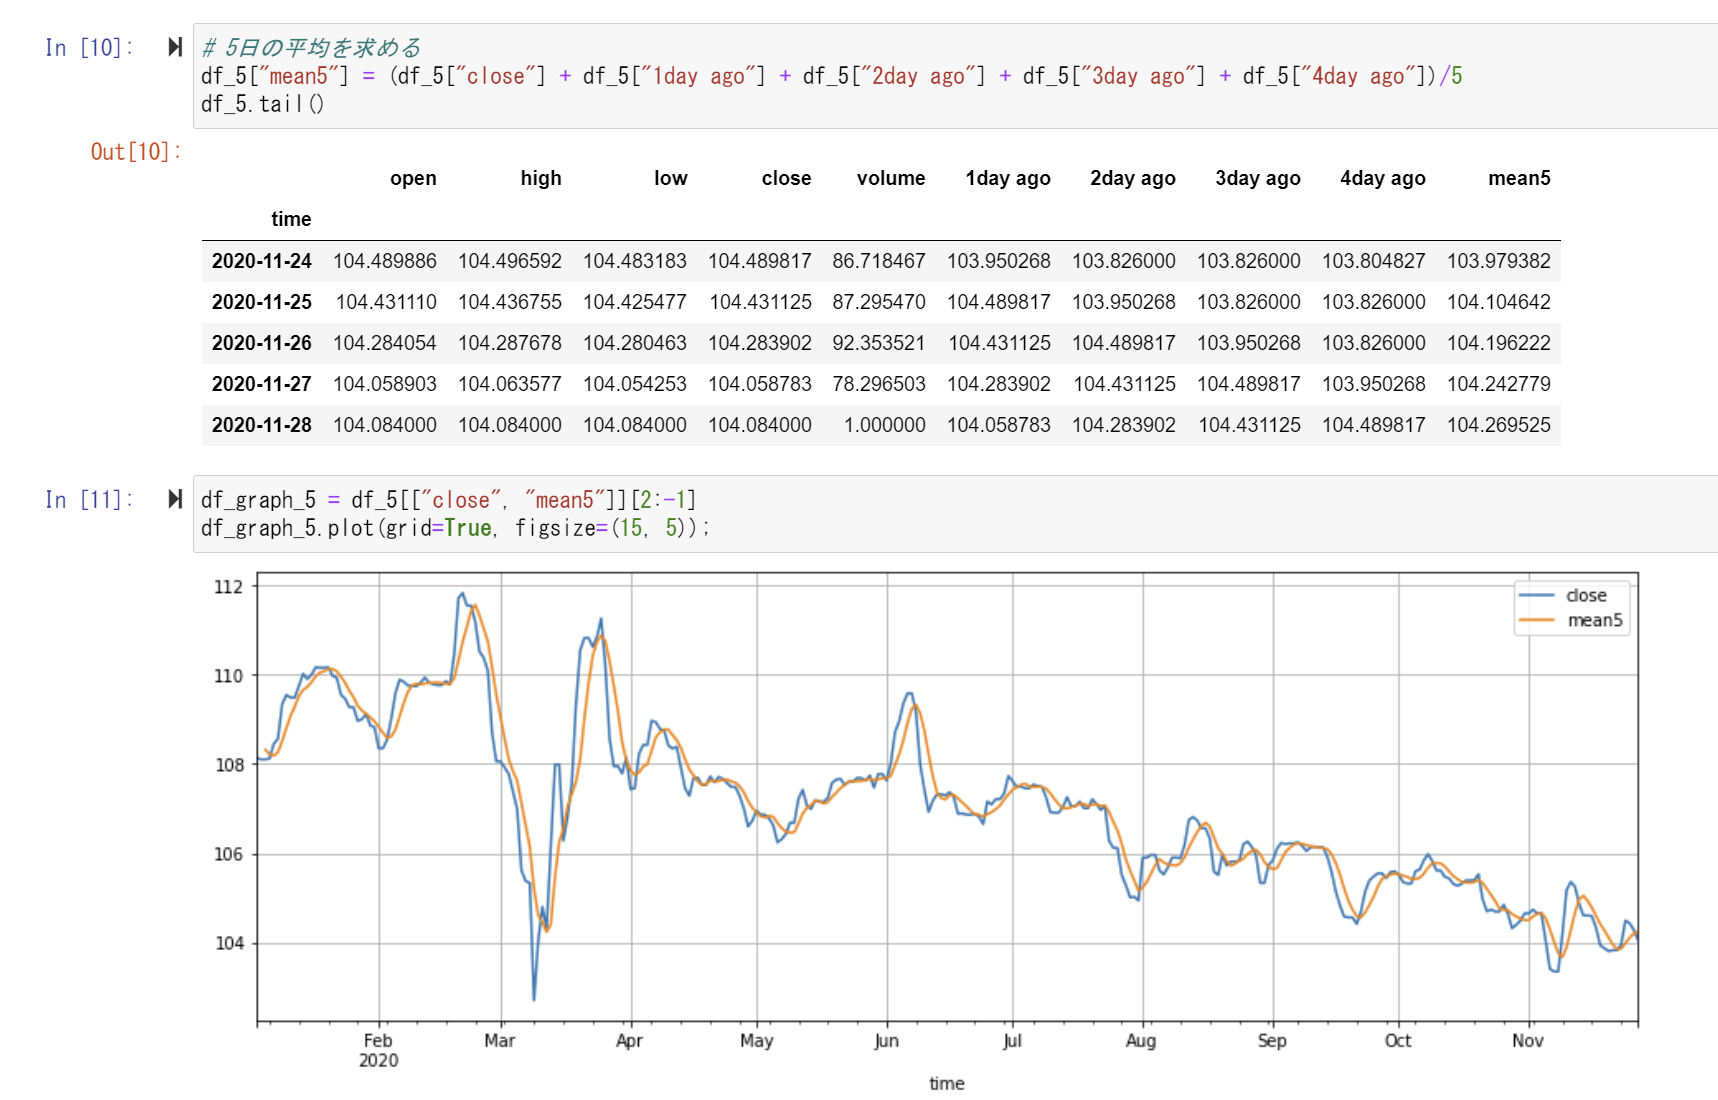 In [10]:
# 5日の平均を求める
df_5["mean5"] = (df_5["close"] + df_5["1day ago"] + df_5["2day ago"] + df_5["3day ago"] + df_5["4day ago"])/5
df_5.tail()
Out[10]:
open high low close volume 1day ago 2day ago 3day ago 4day ago mean5
time
2020-11-24 104.489886 104.496592 104.483183 104.489817 86.718467 103.950268 103.826000 103.826000 103.804827 103.979382
2020-11-25 104.431110 104.436755 104.425477 104.431125 87.295470 104.489817 103.950268 103.826000 103.826000 104.104642
2020-11-26 104.284054 104.287678 104.280463 104.283902 92.353521 104.431125 104.489817 103.950268 103.826000 104.196222
2020-11-27 104.058903 104.063577 104.054253 104.058783 78.296503 104.283902 104.431125 104.489817 103.950268 104.242779
2020-11-28 104.084000 104.084000 104.084000 104.084000 1.000000 104.058783 104.283902 104.431125 104.489817 104.269525
In [11]:
df_graph_5 = df_5[["close", "mean5"]][2:-1]
df_graph_5.plot(grid=True, figsize=(15, 5));
112
110
108
106
104
close
mean5
Feb Mar Apr May Jun Jul Aug Sep Oct Nov
2020
time